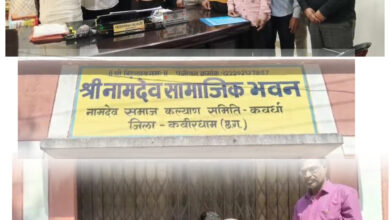 श्री नामदेव सामाजिक भवन
नामदेव समाज कल्याण समिति - कवर्धा
जिला - कबीरधाम (छ.ग.)